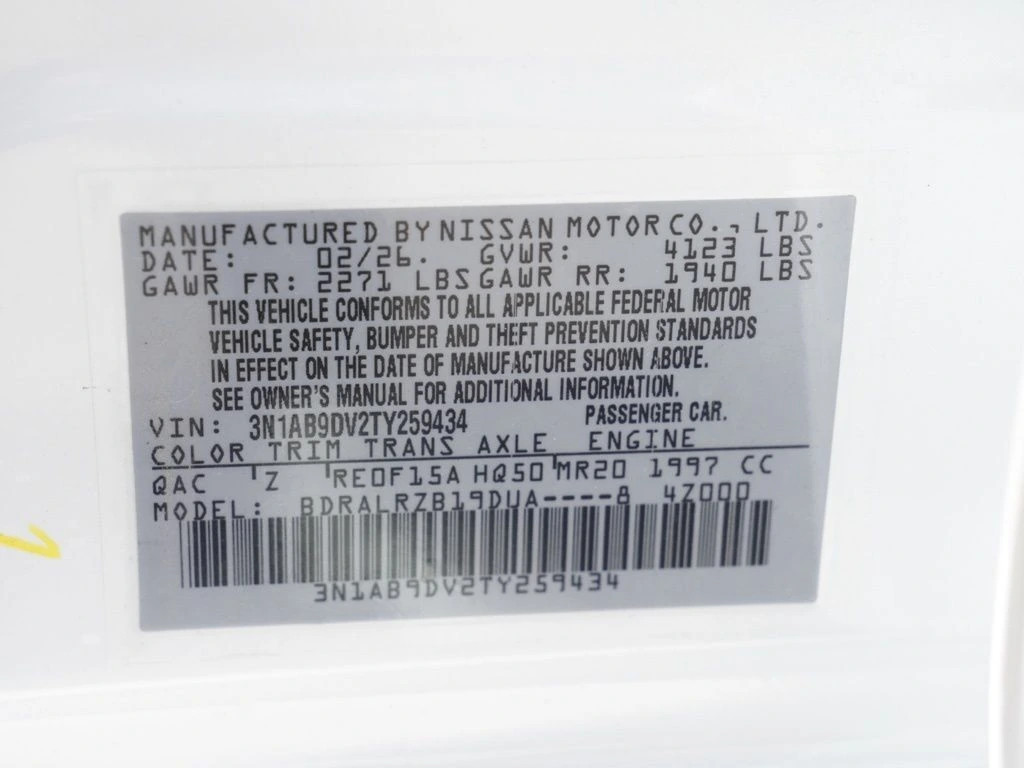 MANUFACTURED BY NISSAN MOTOR CO., LTD.
DATE: 02/26. GVWR: 4123 LBS
GAWR FR: 2271 LBS GAWR RR: 1940 LBS
THIS VEHICLE CONFORMS TO ALL APPLICABLE FEDERAL MOTOR
VEHICLE SAFETY, BUMPER AND THEFT PREVENTION STANDARDS
IN EFFECT ON THE DATE OF MANUFACTURE SHOWN ABOVE.
SEE OWNER'S MANUAL FOR ADDITIONAL INFORMATION.
VIN: 3N1AB9DV2TY259434 PASSENGER CAR.
COLOR TRIM TRANS AXLE ENGINE
QAC Z RE0F15A HQ50 MR20 1997 CC
MODEL: BDRALRZB19DUA----8 4Z000
3N1AB9DV2TY259434